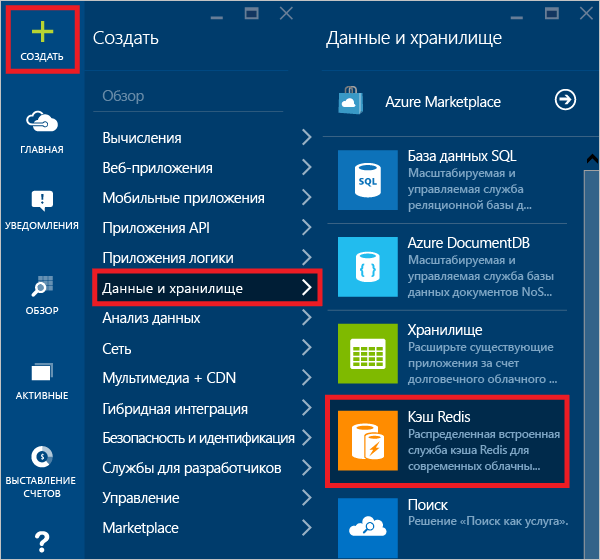 СОЗДАТЬ
ГЛАВНАЯ
УВЕДОМЛЕНИЯ
ОБЗОР
АКТИВНЫЕ
ВЫСТАВЛЕНИЕ
СЧЕТОВ
?
Создать
Обзор
Вычисления
Веб-приложения
Мобильные приложения
Приложения API
Приложения логики
Данные и хранилище
Анализ данных
Сеть
Мультимедиа + CDN
Гибридная интеграция
Безопасность и идентификация
Службы для разработчиков
Управление
Marketplace
Данные и хранилище
Azure Marketplace
SQL
База данных SQL
Масштабируемая и
управляемая служба
реляционной базы д...
Azure DocumentDB
Масштабируемая и
управляемая служба базы
данных документов NoS...
Хранилище
Расширьте существующие
приложения за счет
долговечного облачного ...
Кэш Redis
Распределенная встроенная
служба кэша Redis для
современных облачны...
Поиск
Решение «Поиск как услуга».